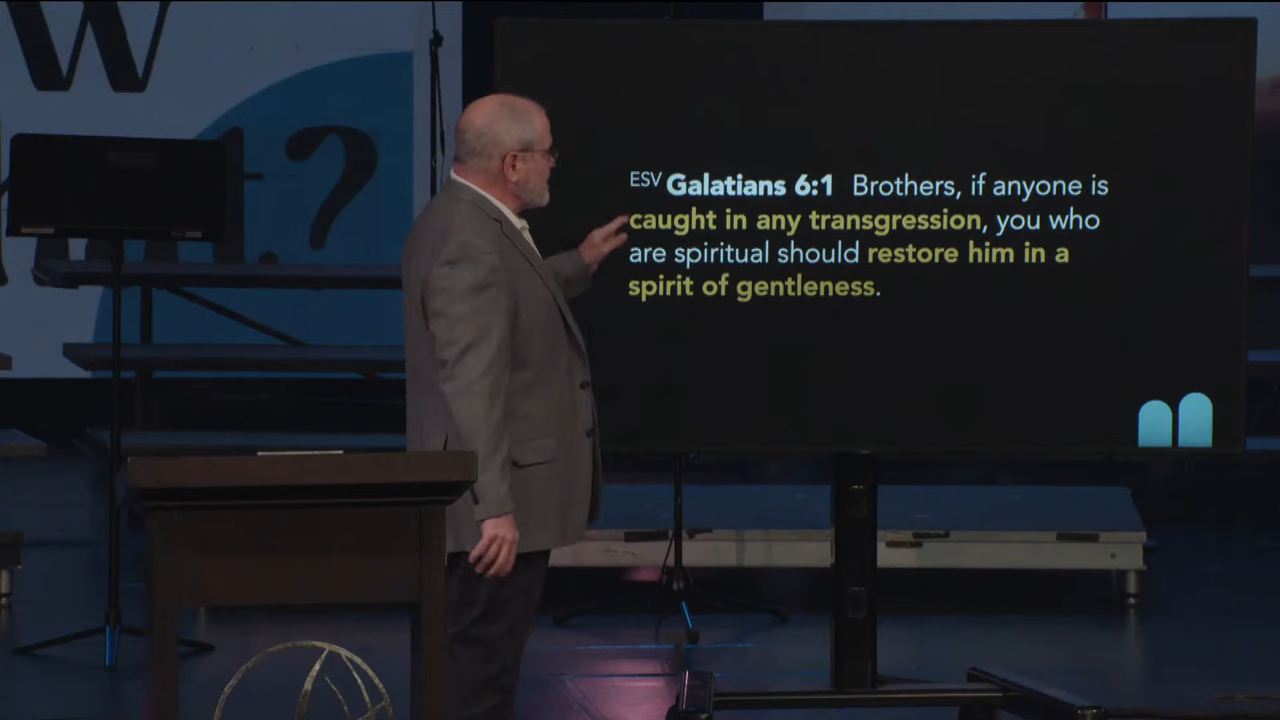 ESV Galatians 6:1 Brothers, if anyone is
caught in any transgression, you who
are spiritual should restore him in a
spirit of gentleness.